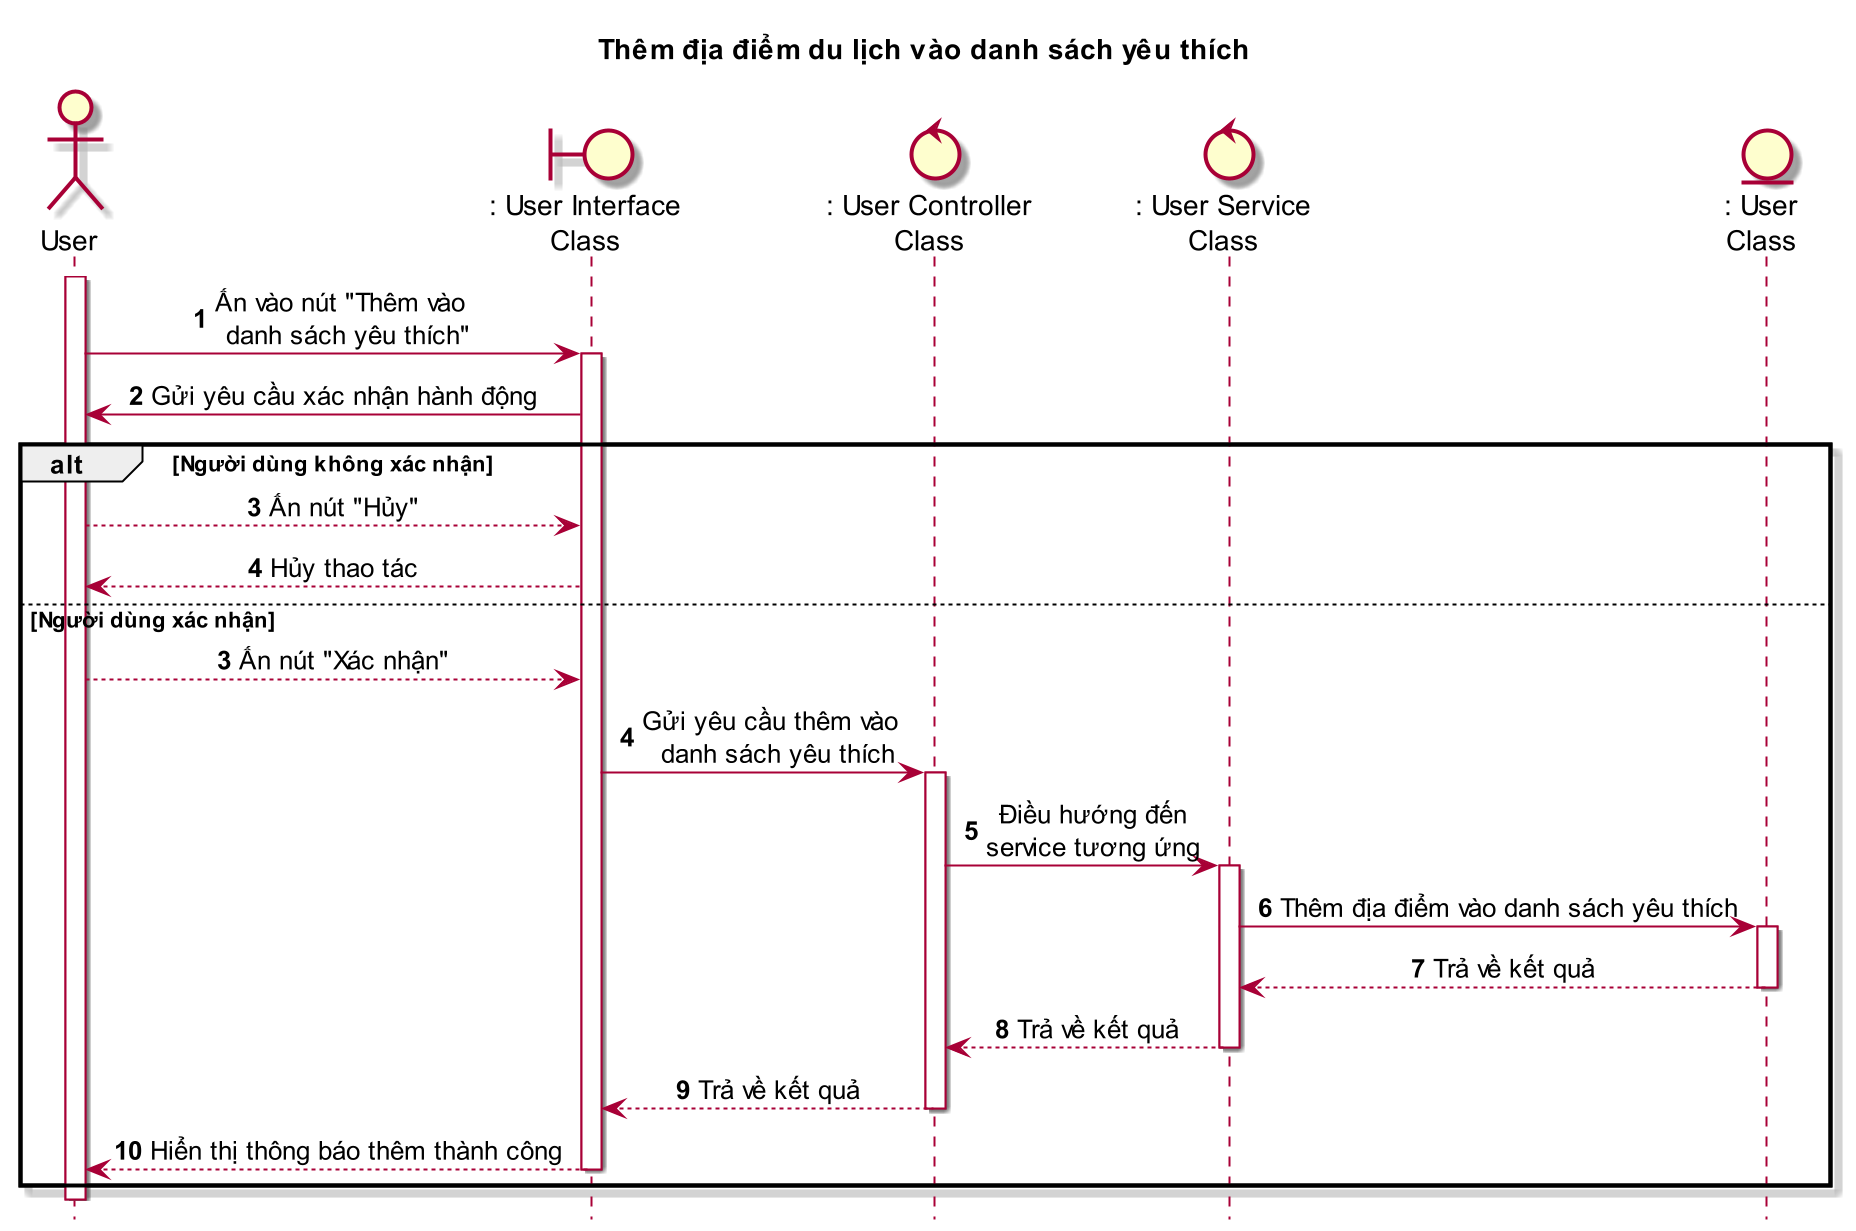 Thêm địa điểm du lịch vào danh sách yêu thích
User
: User Interface
Class
: User Controller
Class
: User Service
Class
: User
Class
1 Ấn vào nút "Thêm vào
danh sách yêu thích"
2 Gửi yêu cầu xác nhận hành động
alt [Người dùng không xác nhận]
3 Ấn nút "Hủy"
4 Hủy thao tác
[Người dùng xác nhận]
3 Ấn nút "Xác nhận"
4 Gửi yêu cầu thêm vào
danh sách yêu thích
5 Điều hướng đến
service tương ứng
6 Thêm địa điểm vào danh sách yêu thích
7 Trả về kết quả
8 Trả về kết quả
9 Trả về kết quả
10 Hiển thị thông báo thêm thành công